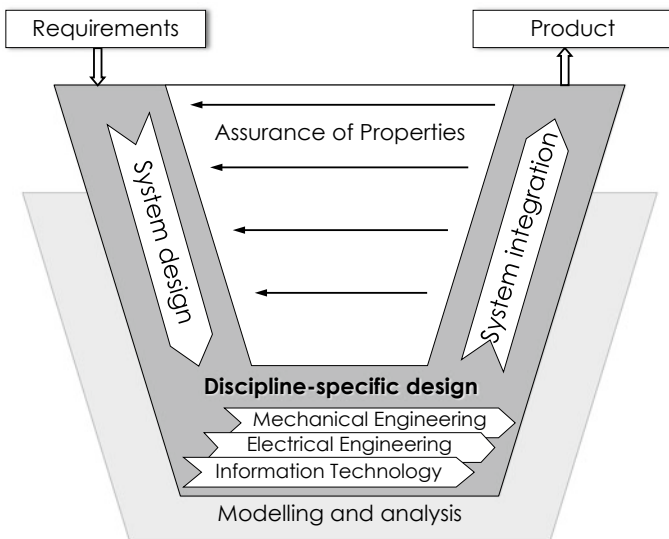 Requirements
Product
Assurance of Properties
System design
System integration
Discipline-specific design
Mechanical Engineering
Electrical Engineering
Information Technology
Modelling and analysis